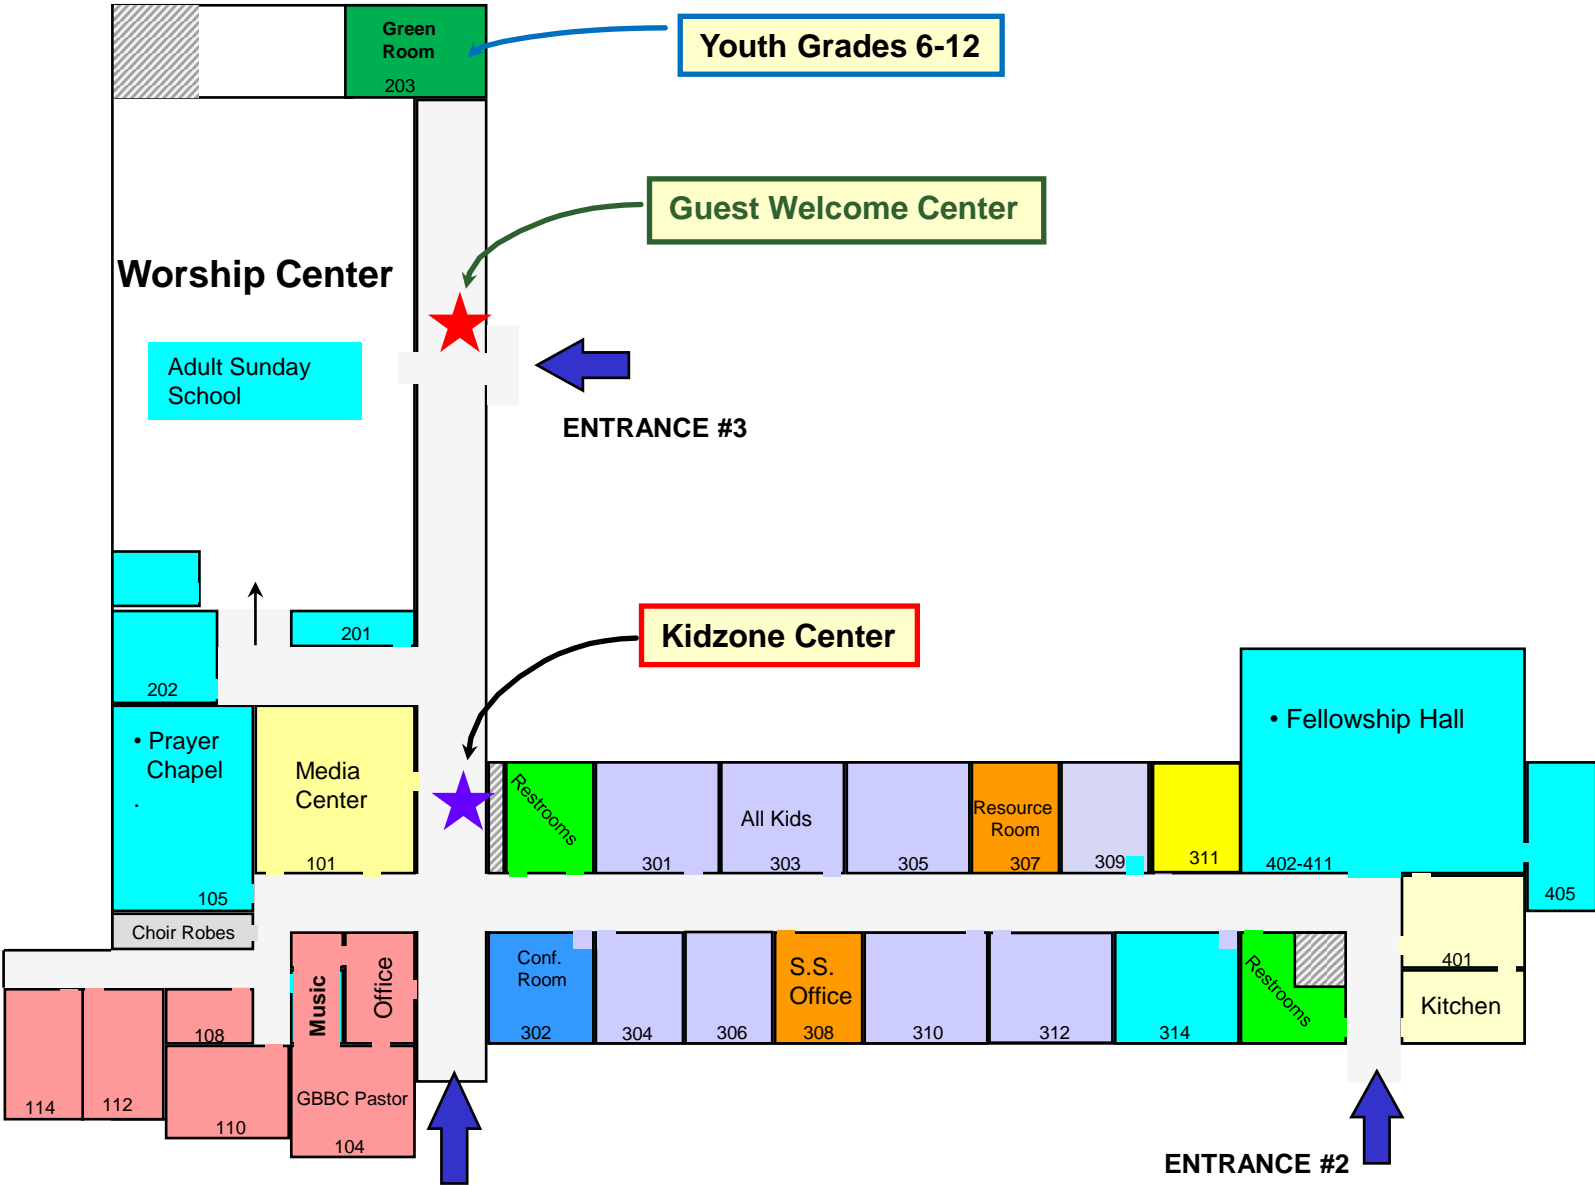 Green
Room
203
Youth Grades 6-12
Guest Welcome Center
Worship Center
Adult Sunday
School
ENTRANCE #3
201
Kidzone Center
202
• Prayer
Chapel
.
105
Media
Center
101
Restrooms
301
All Kids
303
305
Resource
Room
307
309
311
• Fellowship Hall
402-411
405
Choir Robes
Music
Office
Conf.
Room
302
304
306
S.S.
Office
308
310
312
314
Restrooms
401
Kitchen
108
114
112
110
GBBC Pastor
104
ENTRANCE #2